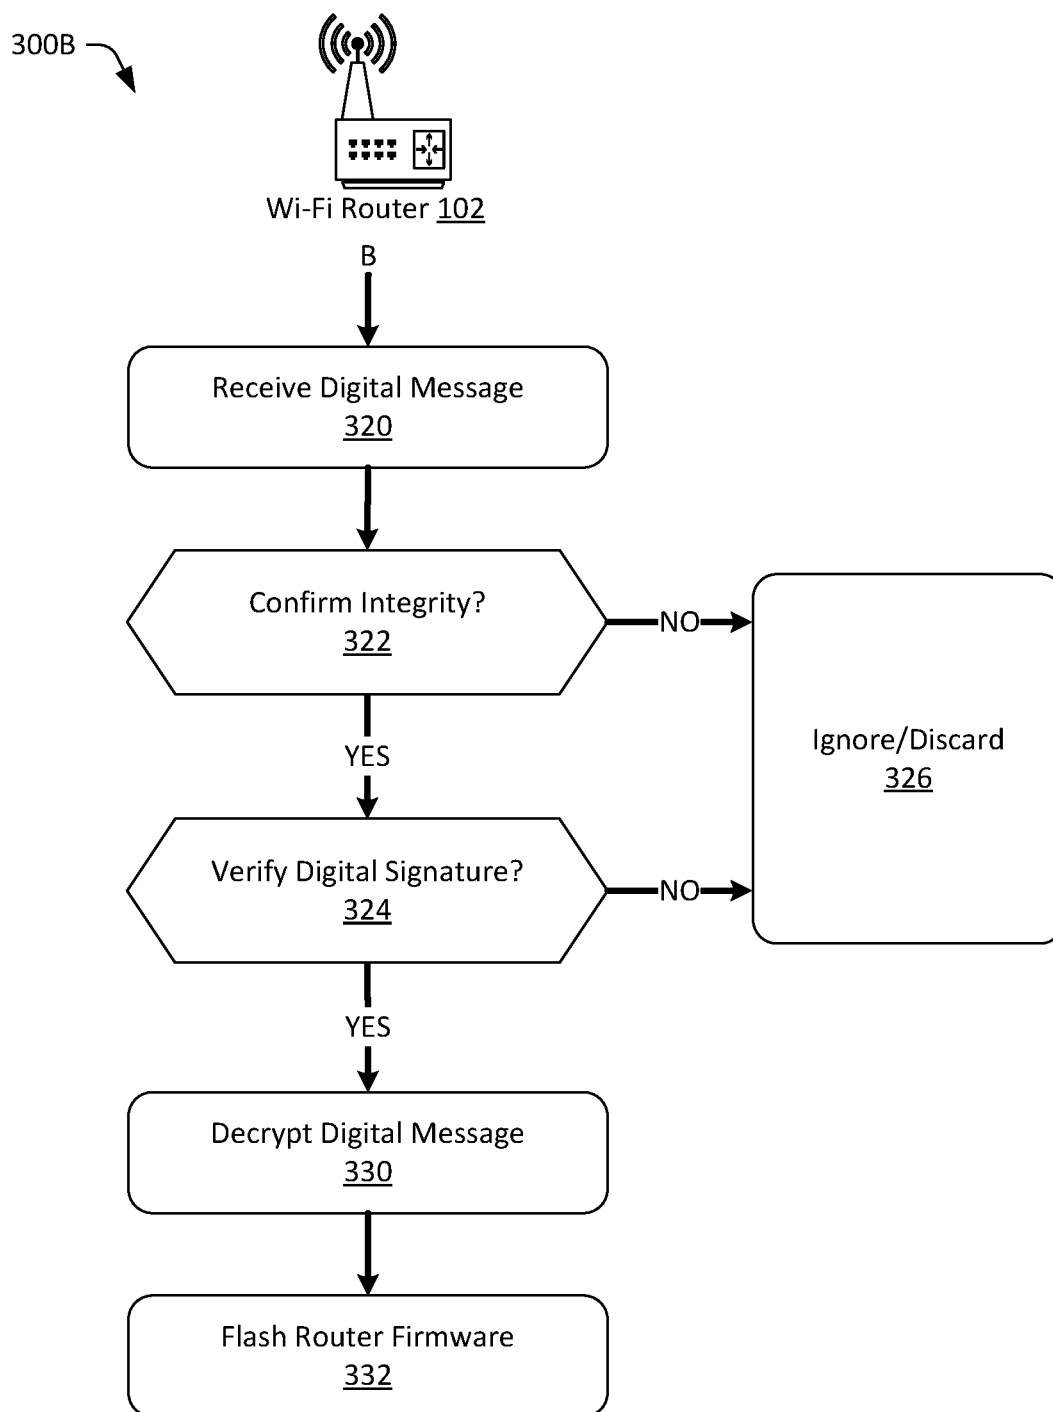 300B
Wi-Fi Router 102
B
Receive Digital Message
320
Confirm Integrity?
322
NO
YES
Ignore/Discard
326
Verify Digital Signature?
324
NO
YES
Decrypt Digital Message
330
Flash Router Firmware
332